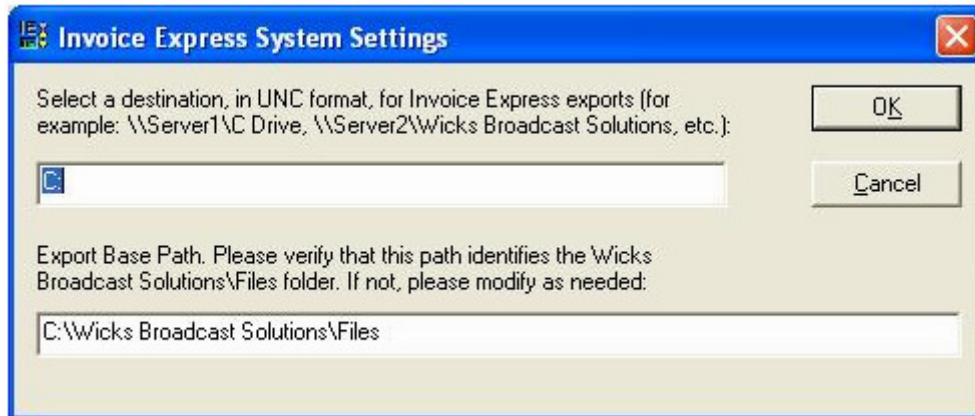 Invoice Express System Settings
Select a destination, in UNC format, for Invoice Express exports (for
example: \\Server1\C Drive, \\Server2\Wicks Broadcast Solutions, etc.):
OK
C:
Cancel
Export Base Path. Please verify that this path identifies the Wicks
Broadcast Solutions\Files folder. If not, please modify as needed:
C:\Wicks Broadcast Solutions\Files